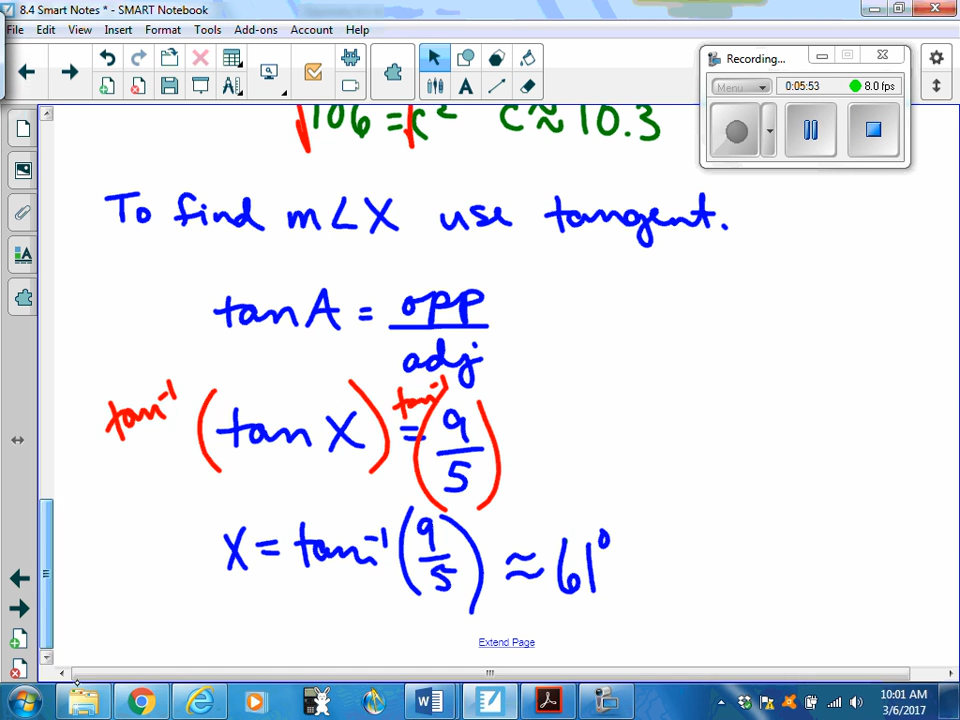 8.4 Smart Notes * - SMART Notebook
File Edit View Insert Format Tools Add-ons Account Help
Recording...
Menu 0:05:53 8.0 fps
√106 = √c² c ≈ 10.3
To find m∠X use tangent.
tan A = opp
adj
tan⁻¹ (tan X) = tan⁻¹ (9
5)
X = tan⁻¹ (9/5) ≈ 61°
Extend Page
10:01 AM
3/6/2017